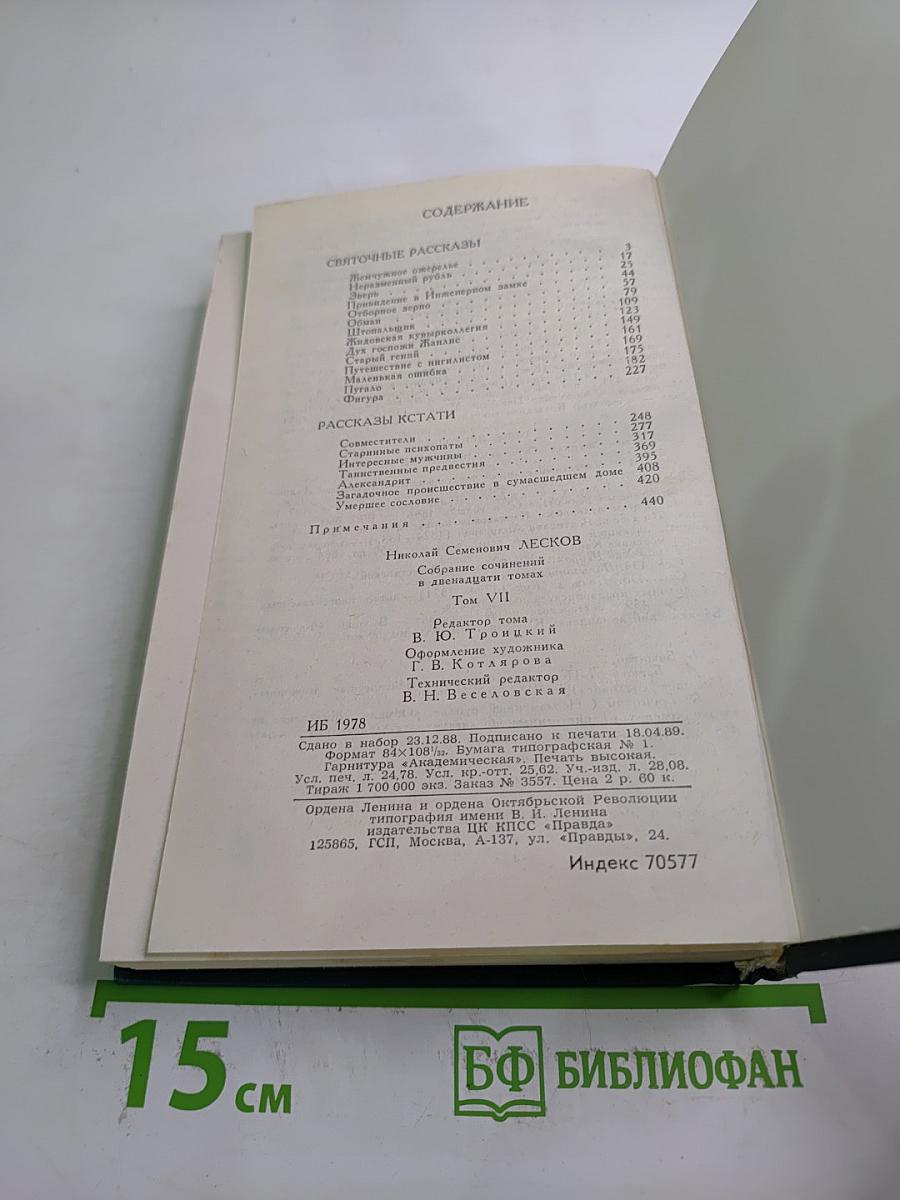 СОДЕРЖАНИЕ
СВЯТОЧНЫЕ РАССКАЗЫ
Жемчужное ожерелье . . . . . . . . . . 3
Неразменный рубль . . . . . . . . . . 17
Зверь . . . . . . . . . . 25
Привидение в Инженерном замке . . . . . 44
Отборное зерно . . . . . . . . . . 57
Обман . . . . . . . . . . 79
Штопальщик . . . . . . . . . . 109
Жидовская кувырколлегия . . . . . . . . 123
Дух госпожи Жанлис . . . . . . . . . . 149
Старый гений . . . . . . . . . . 161
Путешествие с нигилистом . . . . . . . . 169
Маленькая ошибка . . . . . . . . . . 175
Пугало . . . . . . . . . . 182
Фигура . . . . . . . . . . 227
РАССКАЗЫ КСТАТИ
Совместители . . . . . . . . . . 248
Старинные психопаты . . . . . . . . . . 277
Интересные мужчины . . . . . . . . . . 317
Таинственные предвестия . . . . . . . . 369
Александрит . . . . . . . . . . 395
Загадочное происшествие в сумасшедшем доме 408
Умершее сословие . . . . . . . . . . 420
Примечания . . . . . . . . . . 440
Николай Семенович ЛЕСКОВ
Собрание сочинений
в двенадцати томах
Том VII
Редактор тома
В. Ю. Троицкий
Оформление художника
Г. В. Котлярова
Технический редактор
В. Н. Веселовская
ИБ 1978
Сдано в набор 23.12.88. Подписано к печати 18.04.89.
Формат 84×108¹/₃₂. Бумага типографская № 1.
Гарнитура «Академическая». Печать высокая.
Усл. печ. л. 24,78. Усл. кр.-отт. 25,62. Уч.-изд. л. 28,08.
Тираж 1 700 000 экз. Заказ № 3557. Цена 2 р. 60 к.
Ордена Ленина и ордена Октябрьской Революции
типография имени В. И. Ленина
издательства ЦК КПСС «Правда»
125865, ГСП, Москва, А-137, ул. «Правды», 24.
Индекс 70577
15 см
БФ БИБЛИОФАН